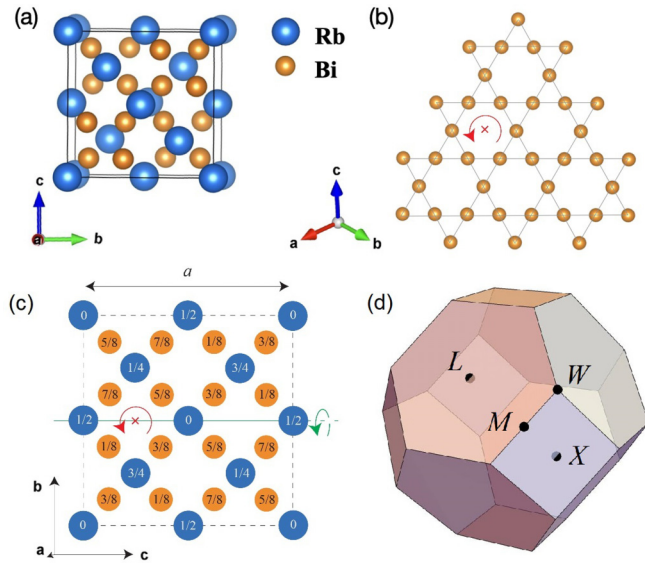 (a)
Rb
Bi
c
a
b
(b)
c
a
b
(c)
a
0 1/2 0
5/8 7/8 1/8 3/8
1/4 3/4
7/8 5/8 3/8 1/8
1/2 0 1/2
1/8 3/8 5/8 7/8
3/4 1/4
3/8 1/8 7/8 5/8
0 1/2 0
b
a
c
(d)
L
W
M
X